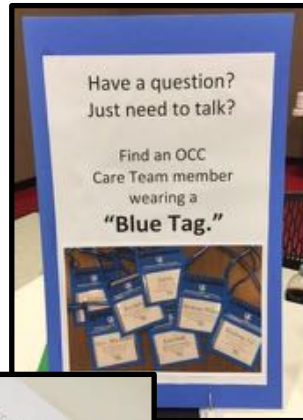 Have a question?
Just need to talk?
Find an OCC
Care Team member
wearing a
“Blue Tag.”